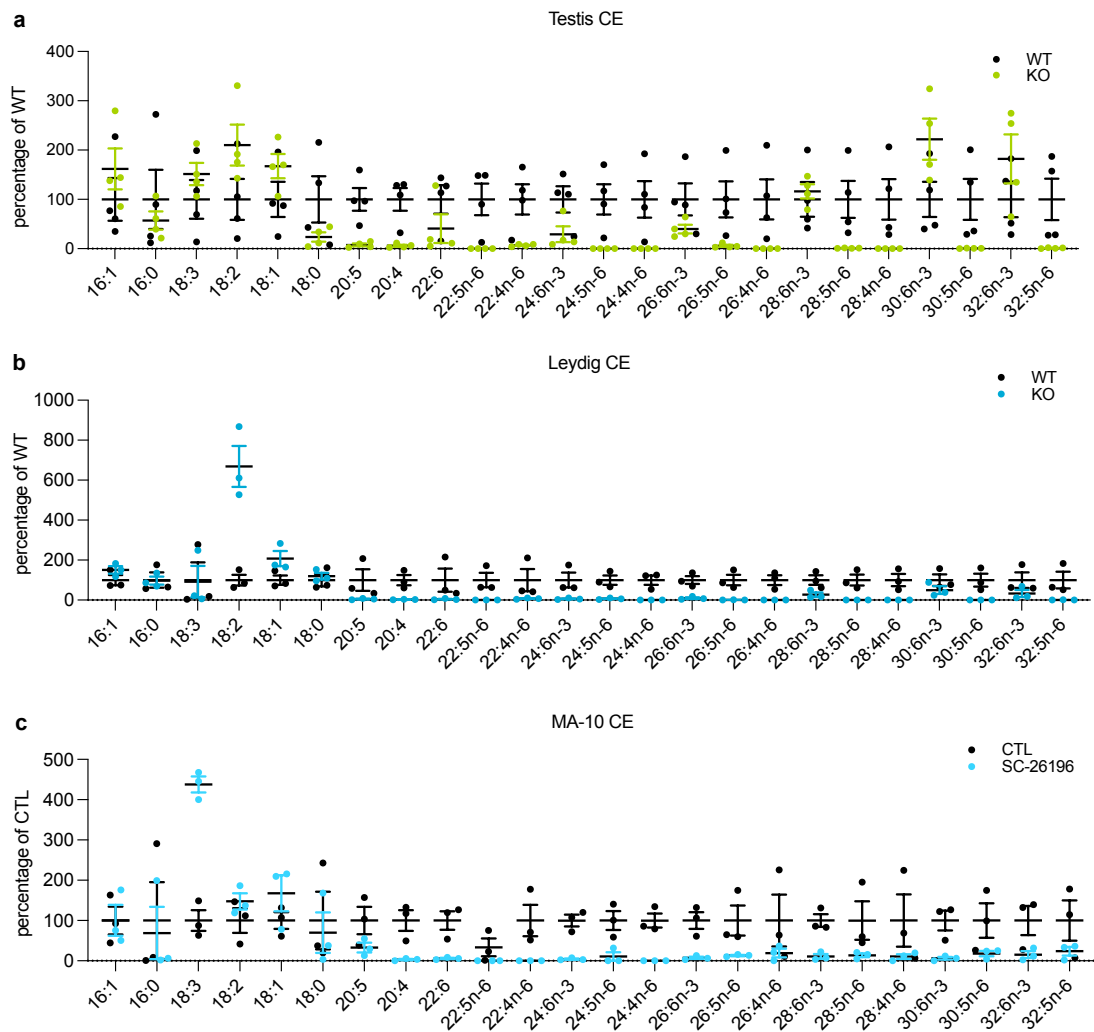 a
Testis CE
percentage of WT
400
300
200
100
0
WT
KO
16:1
16:0
18:3
18:2
18:1
18:0
20:5
20:4
22:6
22:5n-6
22:4n-6
24:6n-3
24:5n-6
24:4n-6
26:6n-3
26:5n-6
26:4n-6
28:6n-3
28:5n-6
28:4n-6
30:6n-3
30:5n-6
32:6n-3
32:5n-6
b
Leydig CE
percentage of WT
1000
800
600
400
200
0
WT
KO
16:1
16:0
18:3
18:2
18:1
18:0
20:5
20:4
22:6
22:5n-6
22:4n-6
24:6n-3
24:5n-6
24:4n-6
26:6n-3
26:5n-6
26:4n-6
28:6n-3
28:5n-6
28:4n-6
30:6n-3
30:5n-6
32:6n-3
32:5n-6
c
MA-10 CE
percentage of CTL
500
400
300
200
100
0
CTL
SC-26196
16:1
16:0
18:3
18:2
18:1
18:0
20:5
20:4
22:6
22:5n-6
22:4n-6
24:6n-3
24:5n-6
24:4n-6
26:6n-3
26:5n-6
26:4n-6
28:6n-3
28:5n-6
28:4n-6
30:6n-3
30:5n-6
32:6n-3
32:5n-6